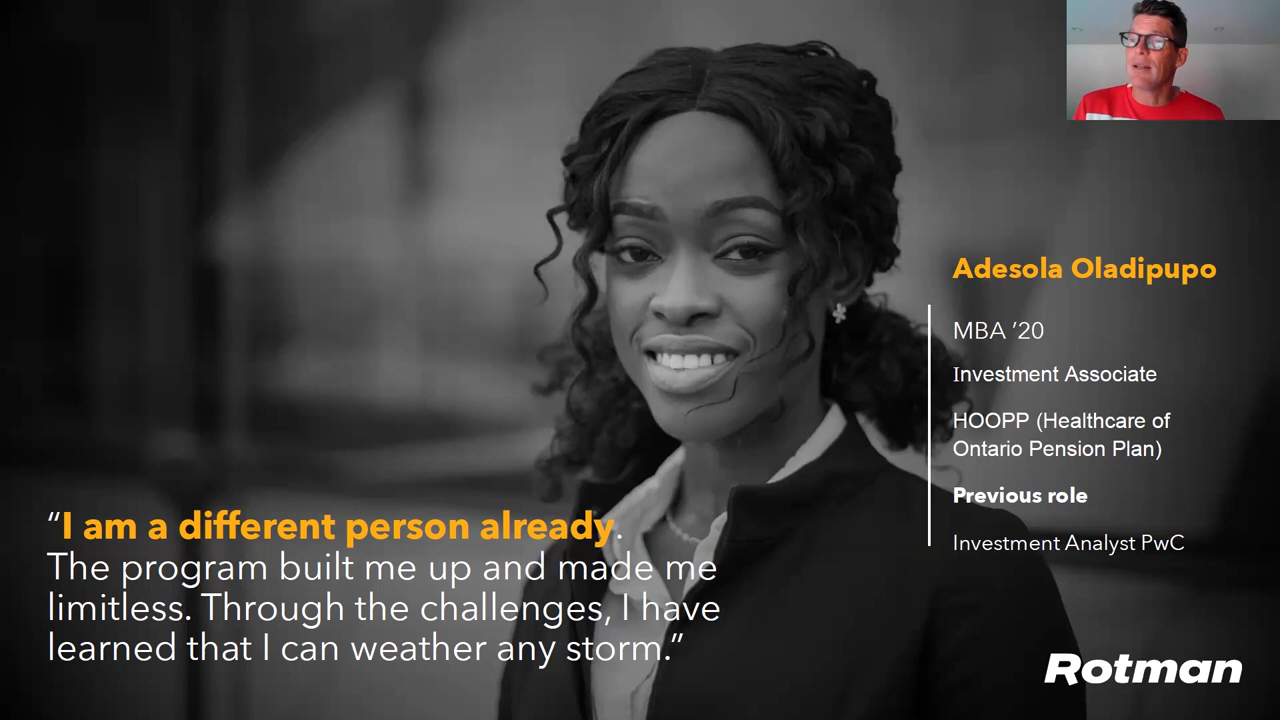 Adesola Oladipupo
MBA ’20
Investment Associate
HOOPP (Healthcare of
Ontario Pension Plan)
Previous role
Investment Analyst PwC
“I am a different person already.
The program built me up and made me
limitless. Through the challenges, I have
learned that I can weather any storm.”
Rotman